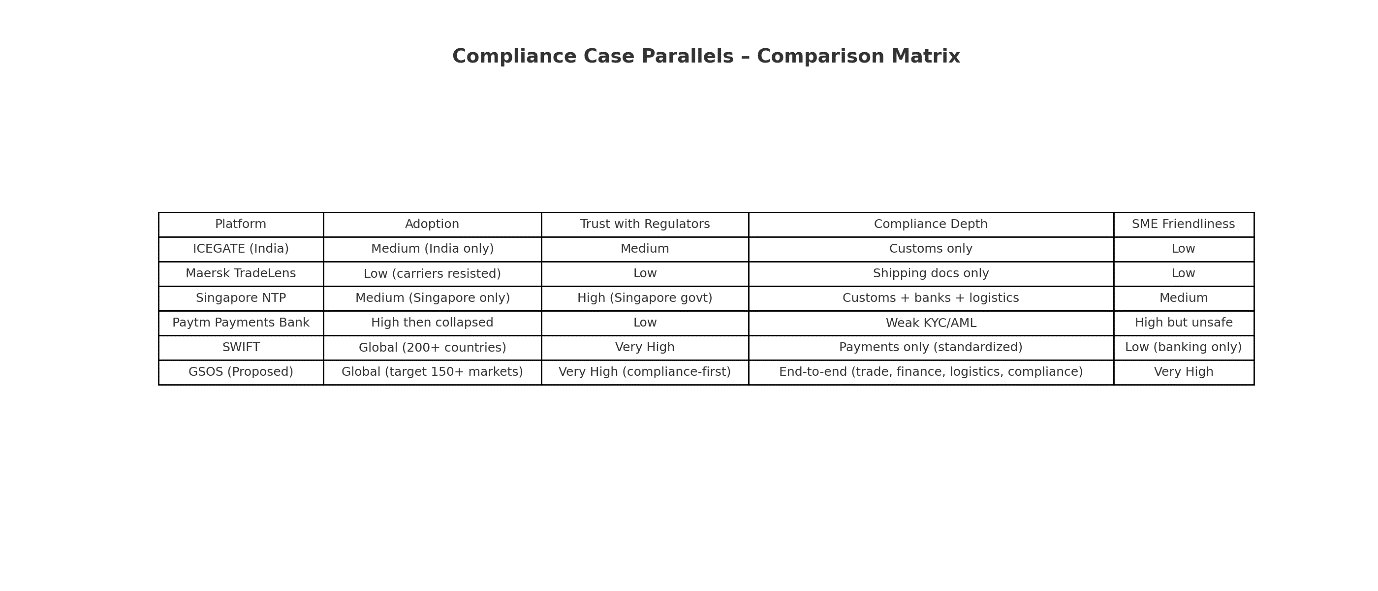 Compliance Case Parallels – Comparison Matrix
Platform Adoption Trust with Regulators Compliance Depth SME Friendliness
ICEGATE (India) Medium (India only) Medium Customs only Low
Maersk TradeLens Low (carriers resisted) Low Shipping docs only Low
Singapore NTP Medium (Singapore only) High (Singapore govt) Customs + banks + logistics Medium
Paytm Payments Bank High then collapsed Low Weak KYC/AML High but unsafe
SWIFT Global (200+ countries) Very High Payments only (standardized) Low (banking only)
GSOS (Proposed) Global (target 150+ markets) Very High (compliance-first) End-to-end (trade, finance, logistics, compliance) Very High